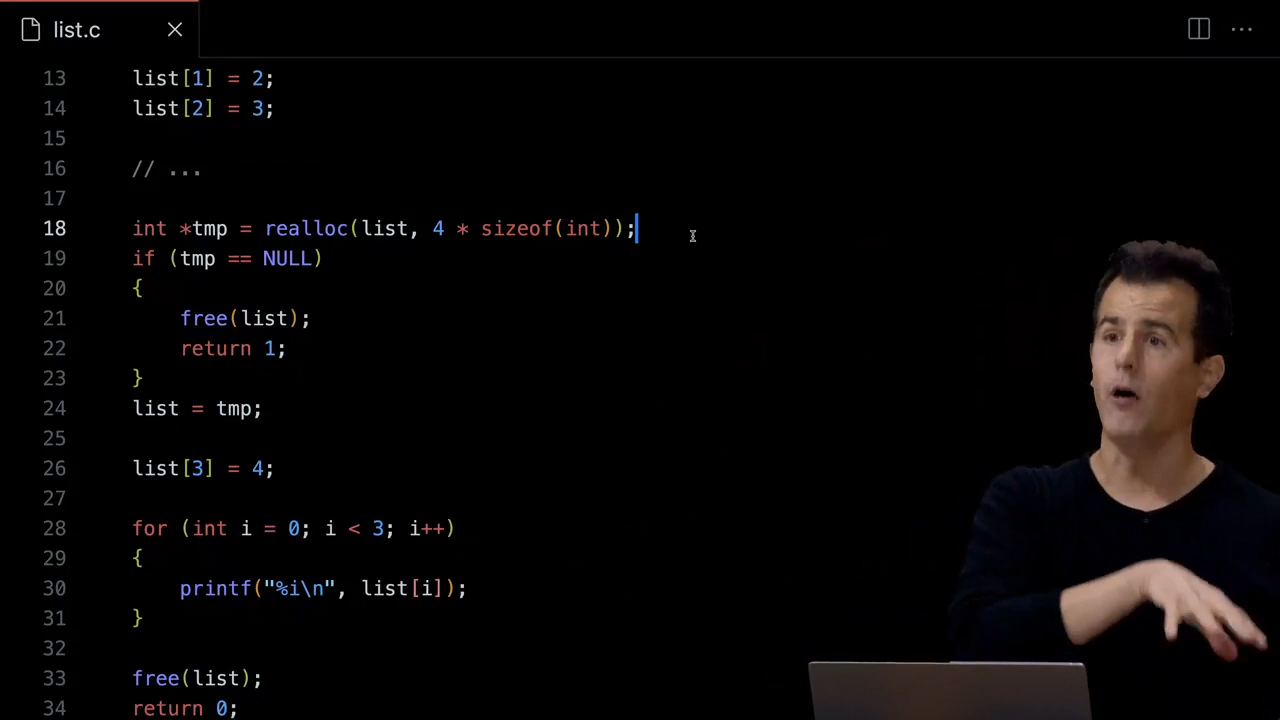 list.c
13 list[1] = 2;
14 list[2] = 3;
15
16 // ...
17
18 int *tmp = realloc(list, 4 * sizeof(int));
19 if (tmp == NULL)
20 {
21 free(list);
22 return 1;
23 }
24 list = tmp;
25
26 list[3] = 4;
27
28 for (int i = 0; i < 3; i++)
29 {
30 printf("%i\n", list[i]);
31 }
32
33 free(list);
34 return 0;